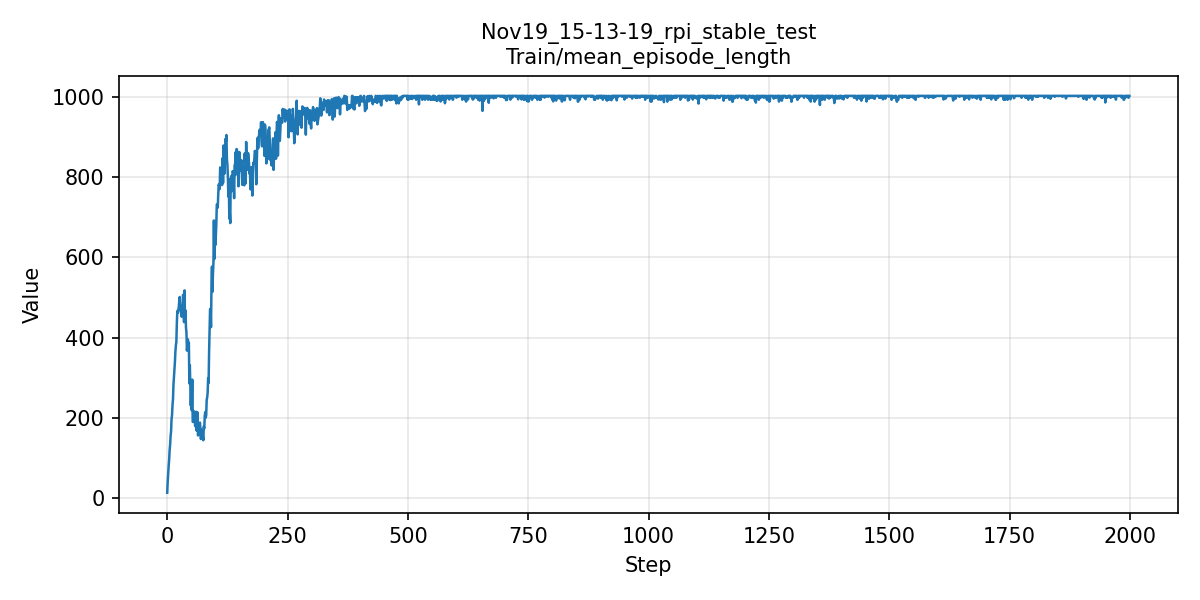 Nov19_15-13-19_rpi_stable_test
Train/mean_episode_length
1000
800
600
400
200
0
Value
0 250 500 750 1000 1250 1500 1750 2000
Step